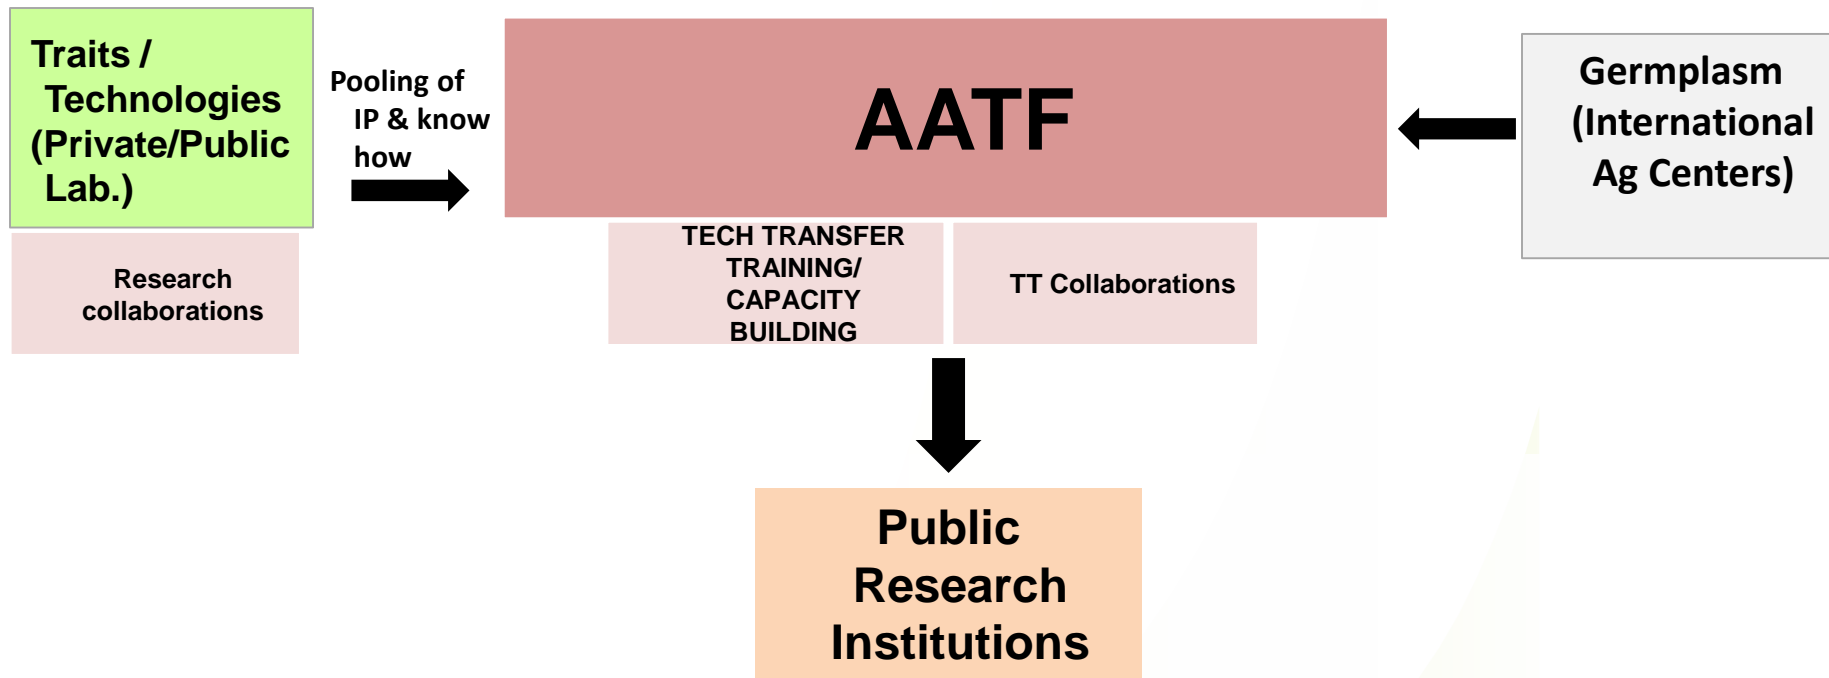 Traits /
Technologies
(Private/Public
Lab.)
Research
collaborations
Pooling of
IP & know
how
AATF
TECH TRANSFER
TRAINING/
CAPACITY
BUILDING
TT Collaborations
Germplasm
(International
Ag Centers)
Public
Research
Institutions